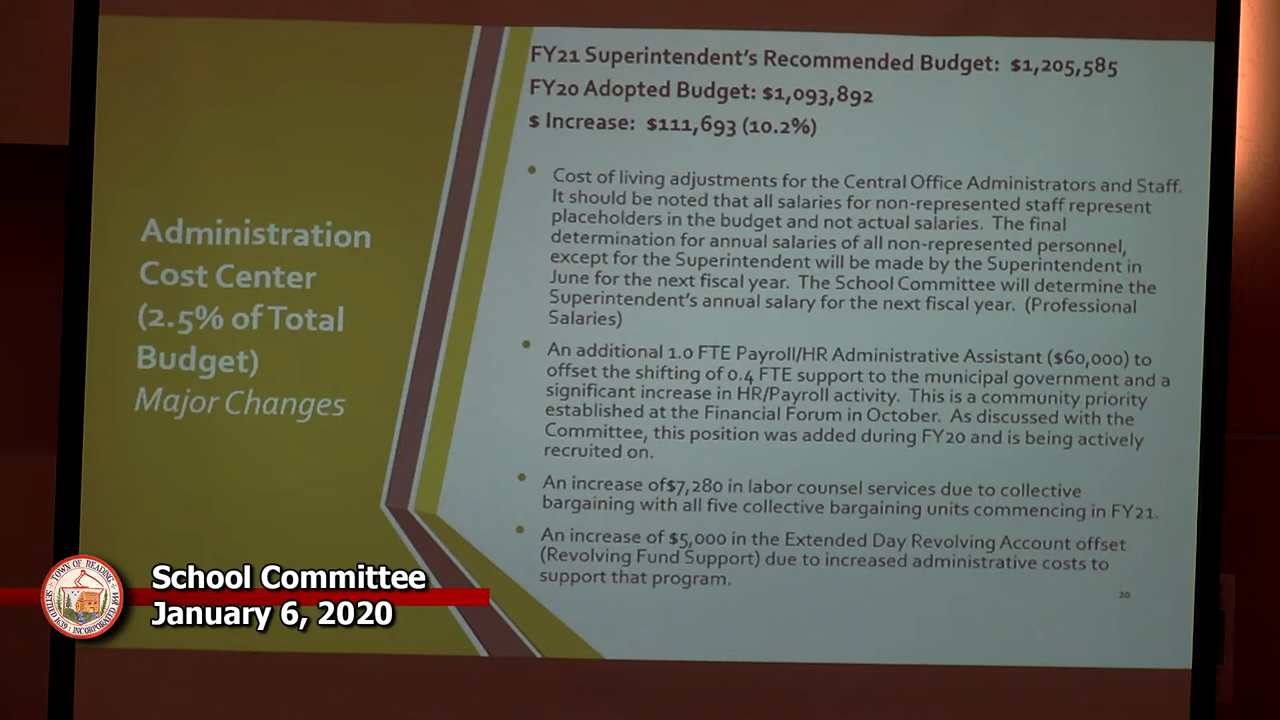 FY21 Superintendent's Recommended Budget: $1,205,585
FY20 Adopted Budget: $1,093,892
$ Increase: $111,693 (10.2%)
Administration
Cost Center
(2.5% of Total
Budget)
Major Changes
• Cost of living adjustments for the Central Office Administrators and Staff.
It should be noted that all salaries for non-represented staff represent
placeholders in the budget and not actual salaries. The final
determination for annual salaries of all non-represented personnel,
except for the Superintendent will be made by the Superintendent in
June for the next fiscal year. The School Committee will determine the
Superintendent's annual salary for the next fiscal year. (Professional
Salaries)
• An additional 1.0 FTE Payroll/HR Administrative Assistant ($60,000) to
offset the shifting of 0.4 FTE support to the municipal government and a
significant increase in HR/Payroll activity. This is a community priority
established at the Financial Forum in October. As discussed with the
Committee, this position was added during FY20 and is being actively
recruited on.
• An increase of$7,280 in labor counsel services due to collective
bargaining with all five collective bargaining units commencing in FY21.
• An increase of $5,000 in the Extended Day Revolving Account offset
(Revolving Fund Support) due to increased administrative costs to
support that program.
20
TOWN OF READING
SETTLED 1639 INCORPORATED 1644
School Committee
January 6, 2020